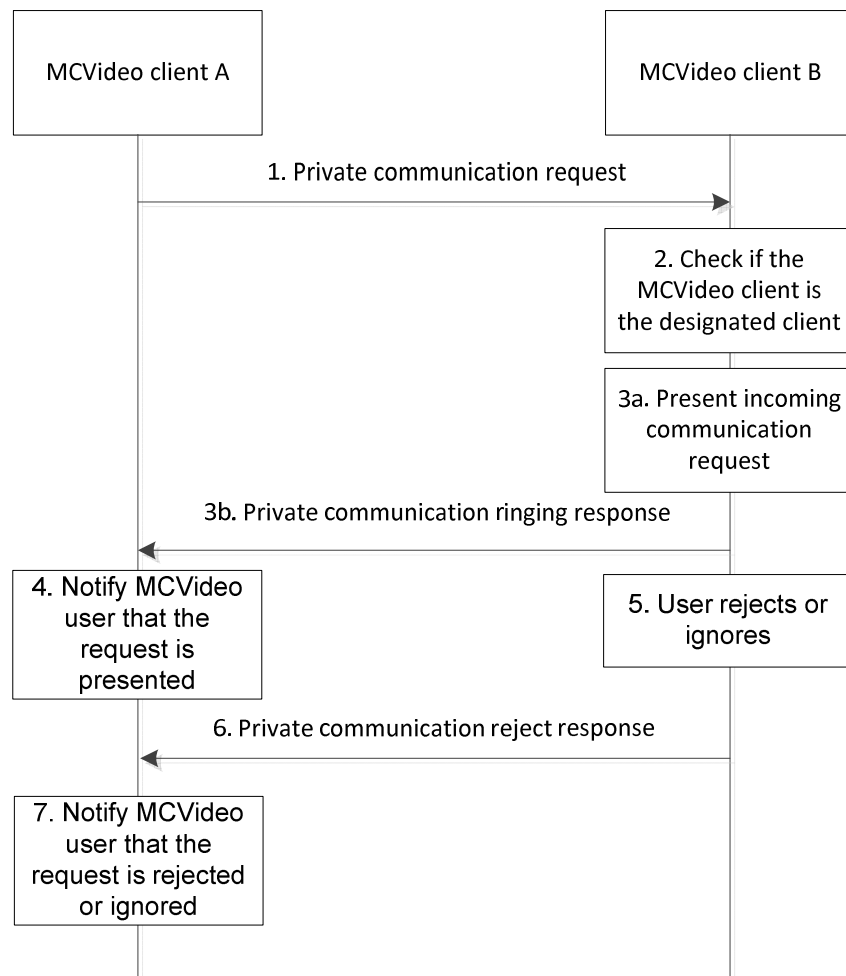 MCVideo client A
MCVideo client B
1. Private communication request
2. Check if the
MCVideo client is
the designated client
3a. Present incoming
communication
request
3b. Private communication ringing response
4. Notify MCVideo
user that the
request is
presented
5. User rejects or
ignores
6. Private communication reject response
7. Notify MCVideo
user that the
request is rejected
or ignored